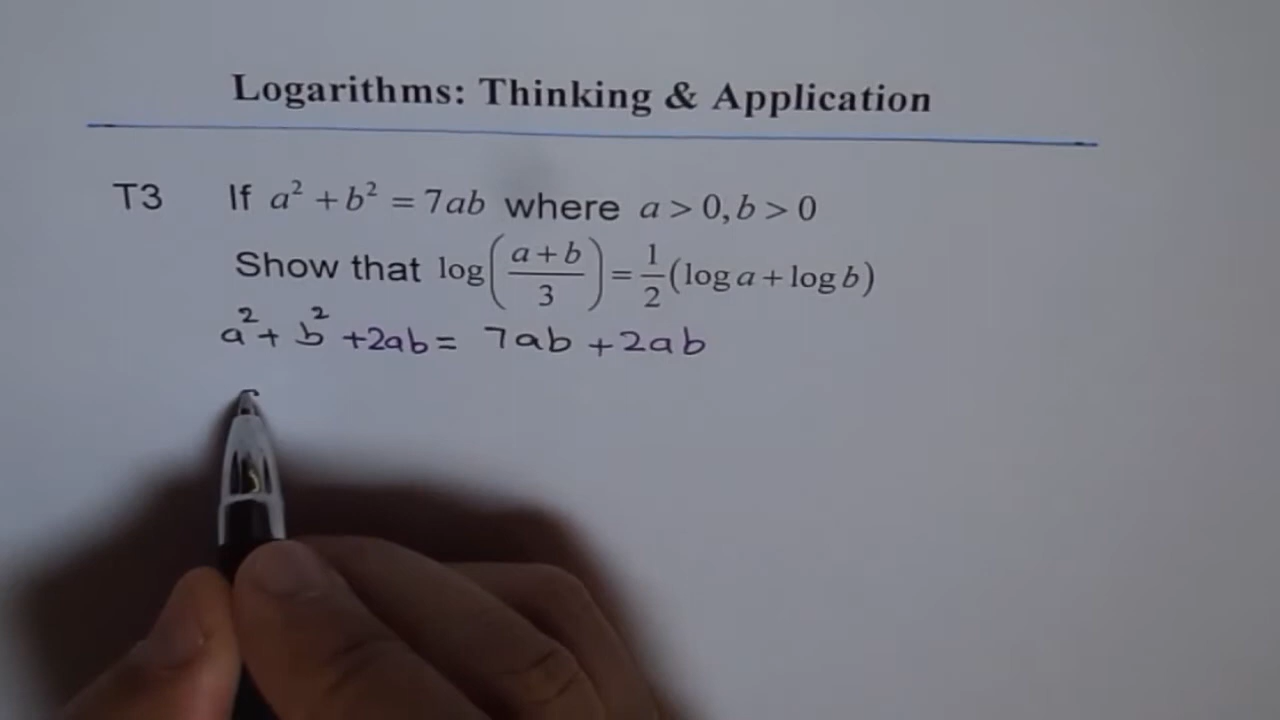 Logarithms: Thinking & Application
T3 If a² + b² = 7ab where a > 0, b > 0
Show that log((a+b)/3) = 1/2(log a + log b)
a² + b² + 2ab = 7ab + 2ab